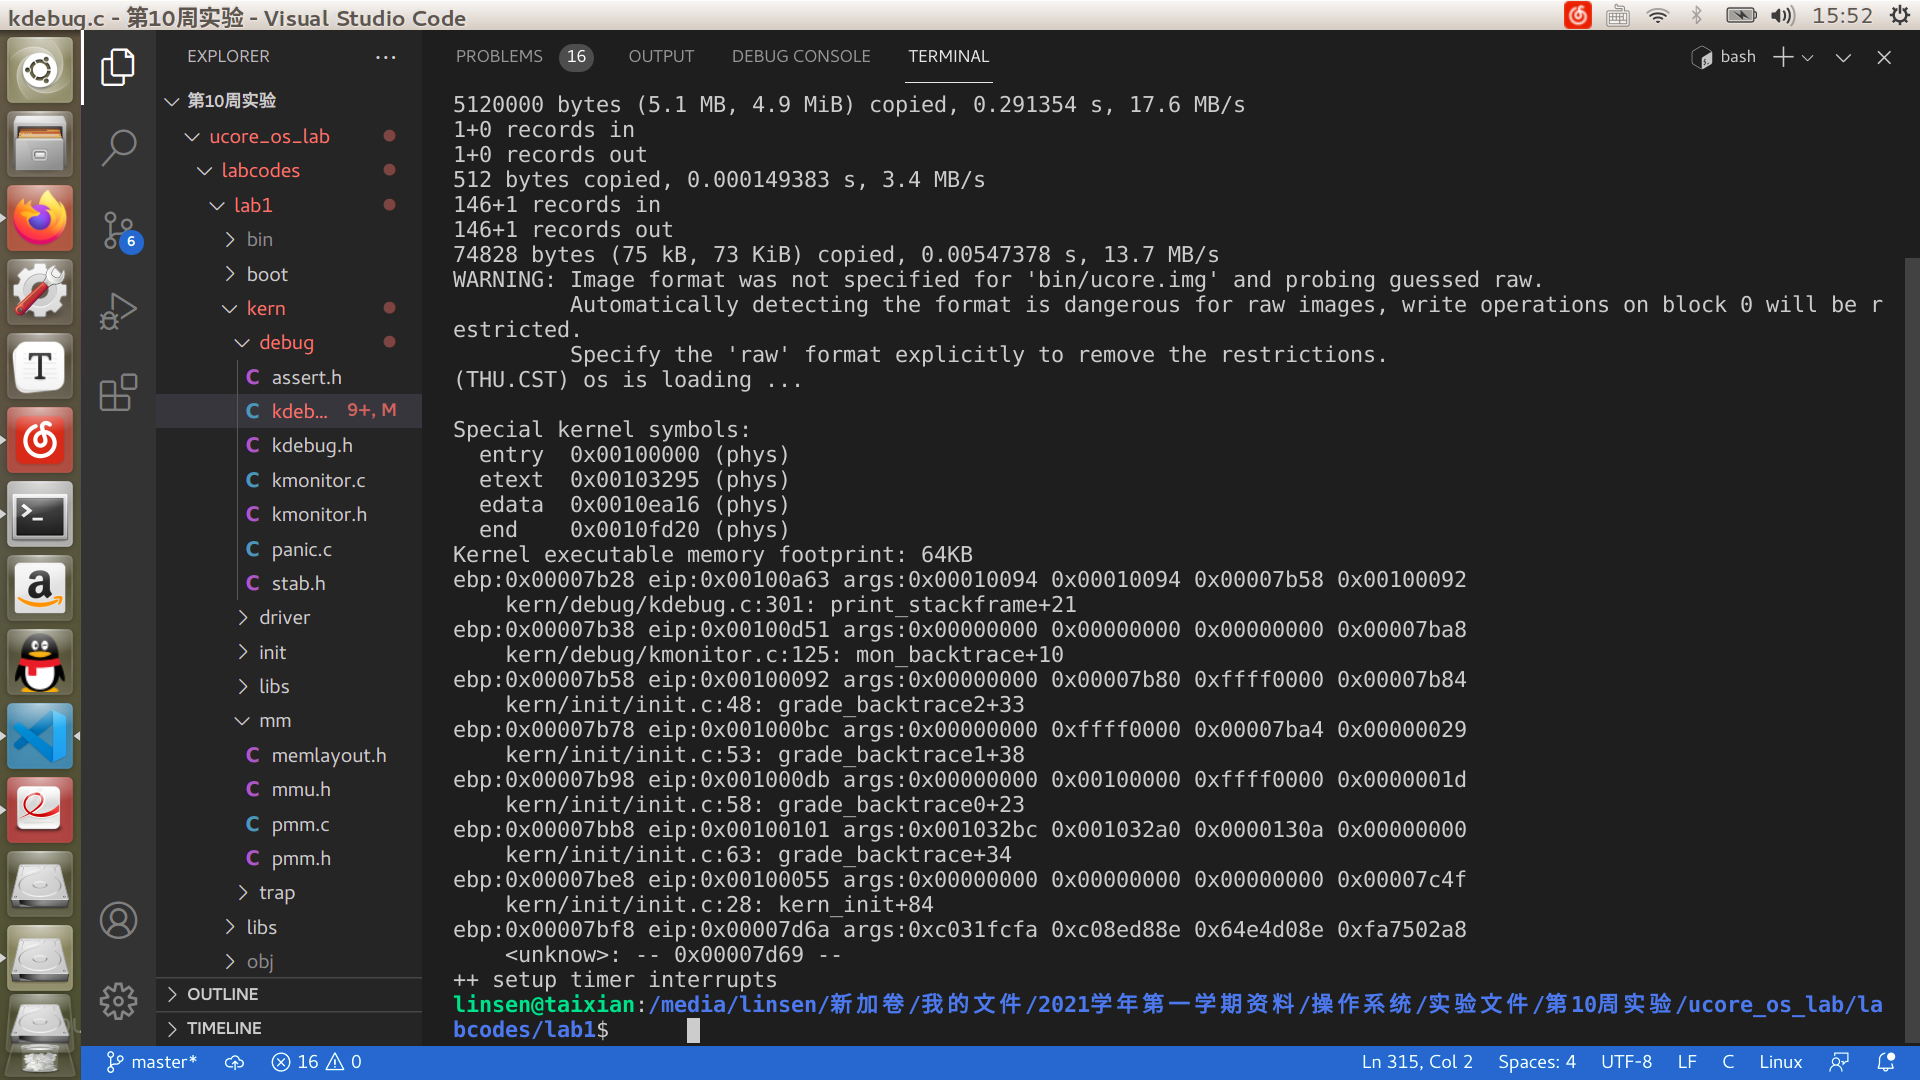 kdebug.c - 第10周实验 - Visual Studio Code
15:52
EXPLORER
第10周实验
ucore_os_lab
labcodes
lab1
bin
boot
kern
debug
C assert.h
C kdeb... 9+, M
C kdebug.h
C kmonitor.c
C kmonitor.h
C panic.c
C stab.h
driver
init
libs
mm
C memlayout.h
C mmu.h
C pmm.c
C pmm.h
trap
libs
obj
OUTLINE
TIMELINE
6
PROBLEMS 16 OUTPUT DEBUG CONSOLE TERMINAL
bash
5120000 bytes (5.1 MB, 4.9 MiB) copied, 0.291354 s, 17.6 MB/s
1+0 records in
1+0 records out
512 bytes copied, 0.000149383 s, 3.4 MB/s
146+1 records in
146+1 records out
74828 bytes (75 kB, 73 KiB) copied, 0.00547378 s, 13.7 MB/s
WARNING: Image format was not specified for 'bin/ucore.img' and probing guessed raw.
Automatically detecting the format is dangerous for raw images, write operations on block 0 will be r
estricted.
Specify the 'raw' format explicitly to remove the restrictions.
(THU.CST) os is loading ...
Special kernel symbols:
entry 0x00100000 (phys)
etext 0x00103295 (phys)
edata 0x0010ea16 (phys)
end 0x0010fd20 (phys)
Kernel executable memory footprint: 64KB
ebp:0x00007b28 eip:0x00100a63 args:0x00010094 0x00010094 0x00007b58 0x00100092
kern/debug/kdebug.c:301: print_stackframe+21
ebp:0x00007b38 eip:0x00100d51 args:0x00000000 0x00000000 0x00000000 0x00007ba8
kern/debug/kmonitor.c:125: mon_backtrace+10
ebp:0x00007b58 eip:0x00100092 args:0x00000000 0x00007b80 0xffff0000 0x00007b84
kern/init/init.c:48: grade_backtrace2+33
ebp:0x00007b78 eip:0x001000bc args:0x00000000 0xffff0000 0x00007ba4 0x00000029
kern/init/init.c:53: grade_backtrace1+38
ebp:0x00007b98 eip:0x001000db args:0x00000000 0x00100000 0xffff0000 0x0000001d
kern/init/init.c:58: grade_backtrace0+23
ebp:0x00007bb8 eip:0x00100101 args:0x001032bc 0x001032a0 0x0000130a 0x00000000
kern/init/init.c:63: grade_backtrace+34
ebp:0x00007be8 eip:0x00100055 args:0x00000000 0x00000000 0x00000000 0x00007c4f
kern/init/init.c:28: kern_init+84
ebp:0x00007bf8 eip:0x00007d6a args:0xc031fcfa 0xc08ed88e 0x64e4d08e 0xfa7502a8
<unknow>: -- 0x00007d69 --
++ setup timer interrupts
linsen@taixian:/media/linsen/新加卷/我的文件/2021学年第一学期资料/操作系统/实验文件/第10周实验/ucore_os_lab/la
bcodes/lab1$
master* 16 0
Ln 315, Col 2 Spaces: 4 UTF-8 LF C Linux